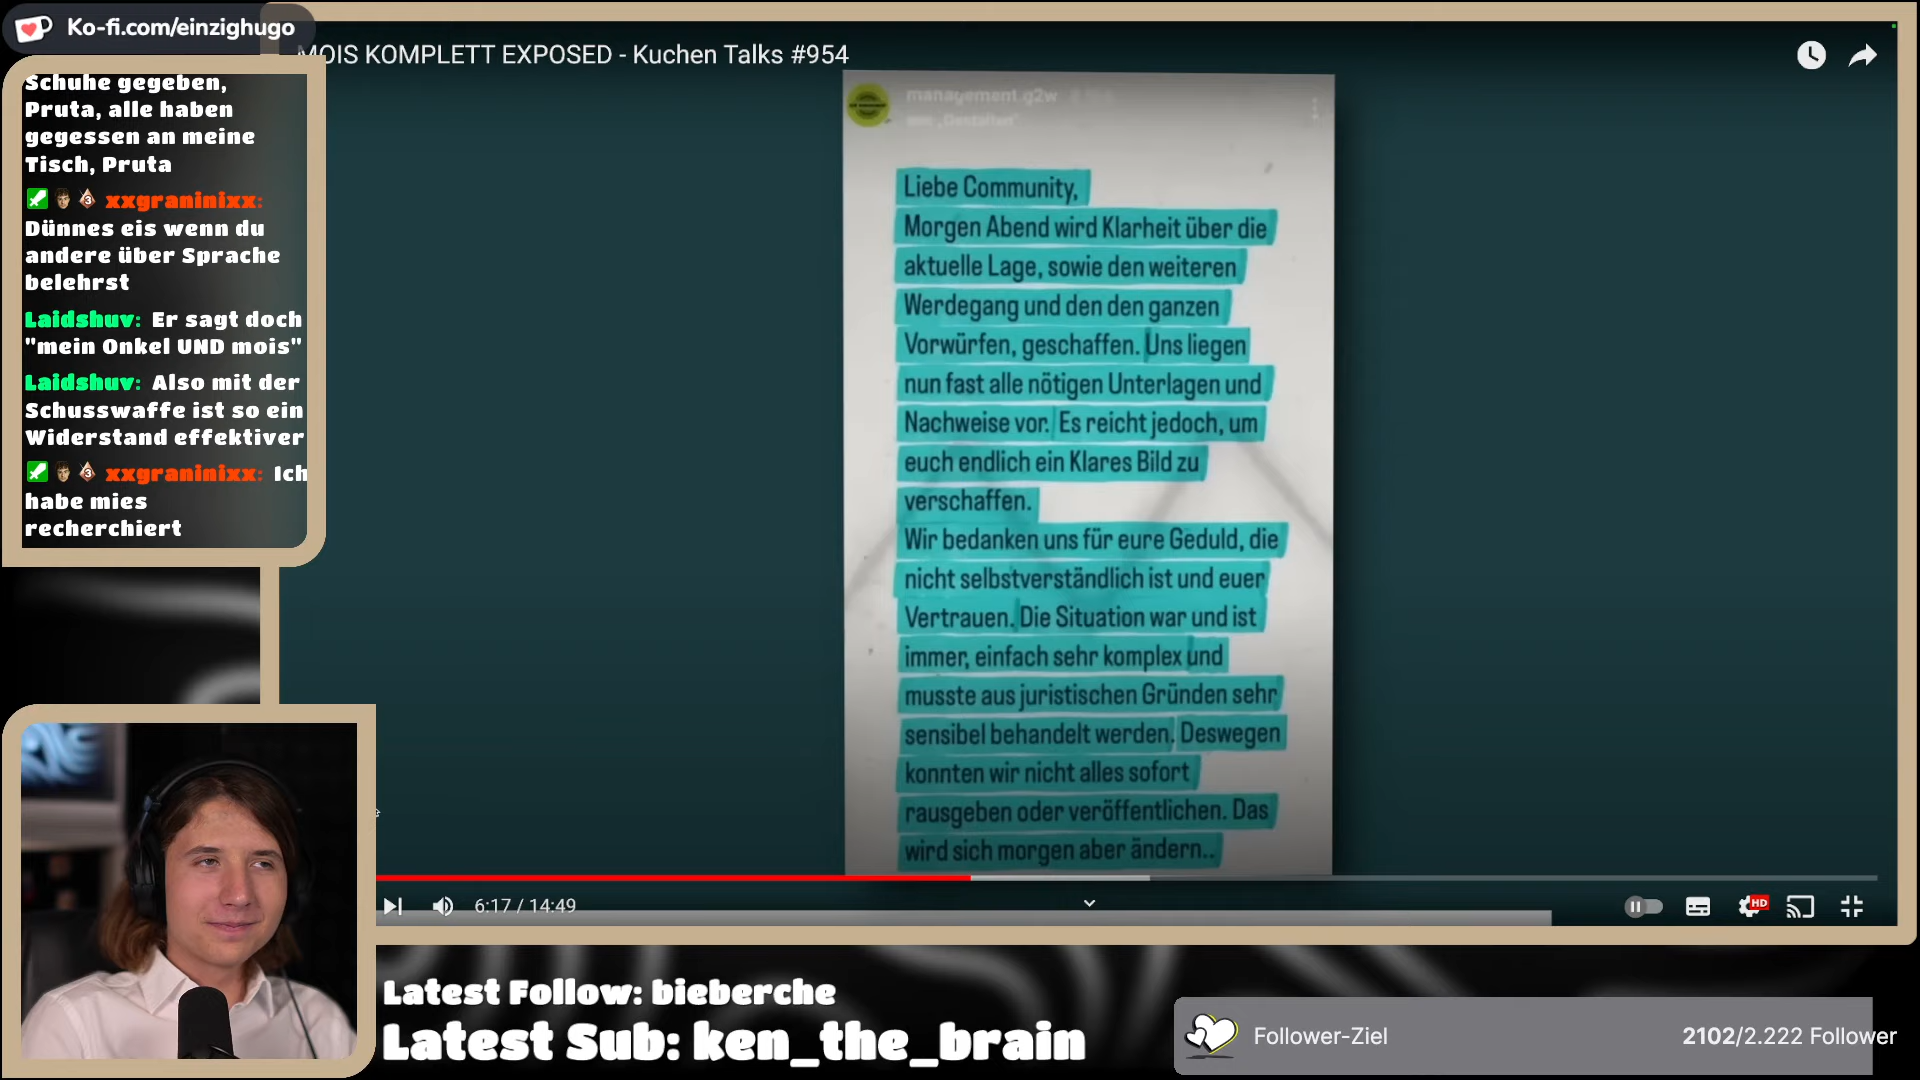 Ko-fi.com/einzighugo
MOIS KOMPLETT EXPOSED - Kuchen Talks #954
Schuhe gegeben,
Pruta, alle haben
gegessen an meine
Tisch, Pruta
xxgraninixx:
Dünnes eis wenn du
andere über Sprache
belehrst
Laidshuv: Er sagt doch
"mein Onkel UND mois"
Laidshuv: Also mit der
Schusswaffe ist so ein
Widerstand effektiver
xxgraninixx: Ich
habe mies
recherchiert
management g2w
aus „Gestalten"
Liebe Community,
Morgen Abend wird Klarheit über die
aktuelle Lage, sowie den weiteren
Werdegang und den den ganzen
Vorwürfen, geschaffen. Uns liegen
nun fast alle nötigen Unterlagen und
Nachweise vor. Es reicht jedoch, um
euch endlich ein Klares Bild zu
verschaffen.
Wir bedanken uns für eure Geduld, die
nicht selbstverständlich ist und euer
Vertrauen. Die Situation war und ist
immer, einfach sehr komplex und
musste aus juristischen Gründen sehr
sensibel behandelt werden. Deswegen
konnten wir nicht alles sofort
rausgeben oder veröffentlichen. Das
wird sich morgen aber ändern..
6:17 / 14:49
HD
Latest Follow: bieberche
Latest Sub: ken_the_brain
Follower-Ziel
2102/2.222 Follower